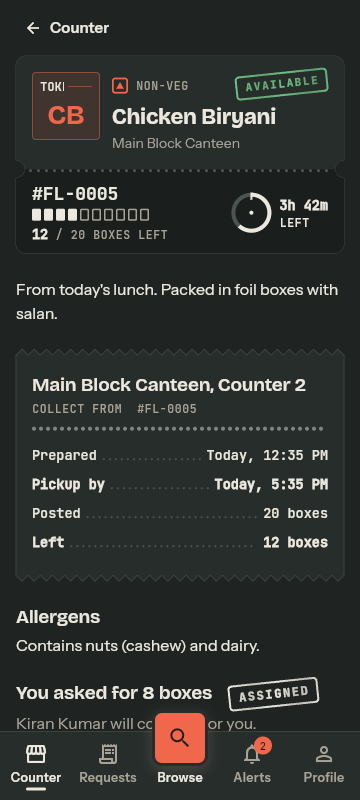 Counter
TOKE
CB
NON-VEG
AVAILABLE
Chicken Biryani
Main Block Canteen
#FL-0005
12 / 20 BOXES LEFT
3h 42m
LEFT
From today's lunch. Packed in foil boxes with
salan.
Main Block Canteen, Counter 2
COLLECT FROM #FL-0005
Prepared Today, 12:35 PM
Pickup by Today, 5:35 PM
Posted 20 boxes
Left 12 boxes
Allergens
Contains nuts (cashew) and dairy.
You asked for 8 boxes
ASSIGNED
Kiran Kumar will or you.
2
Counter
Requests
Browse
Alerts
Profile